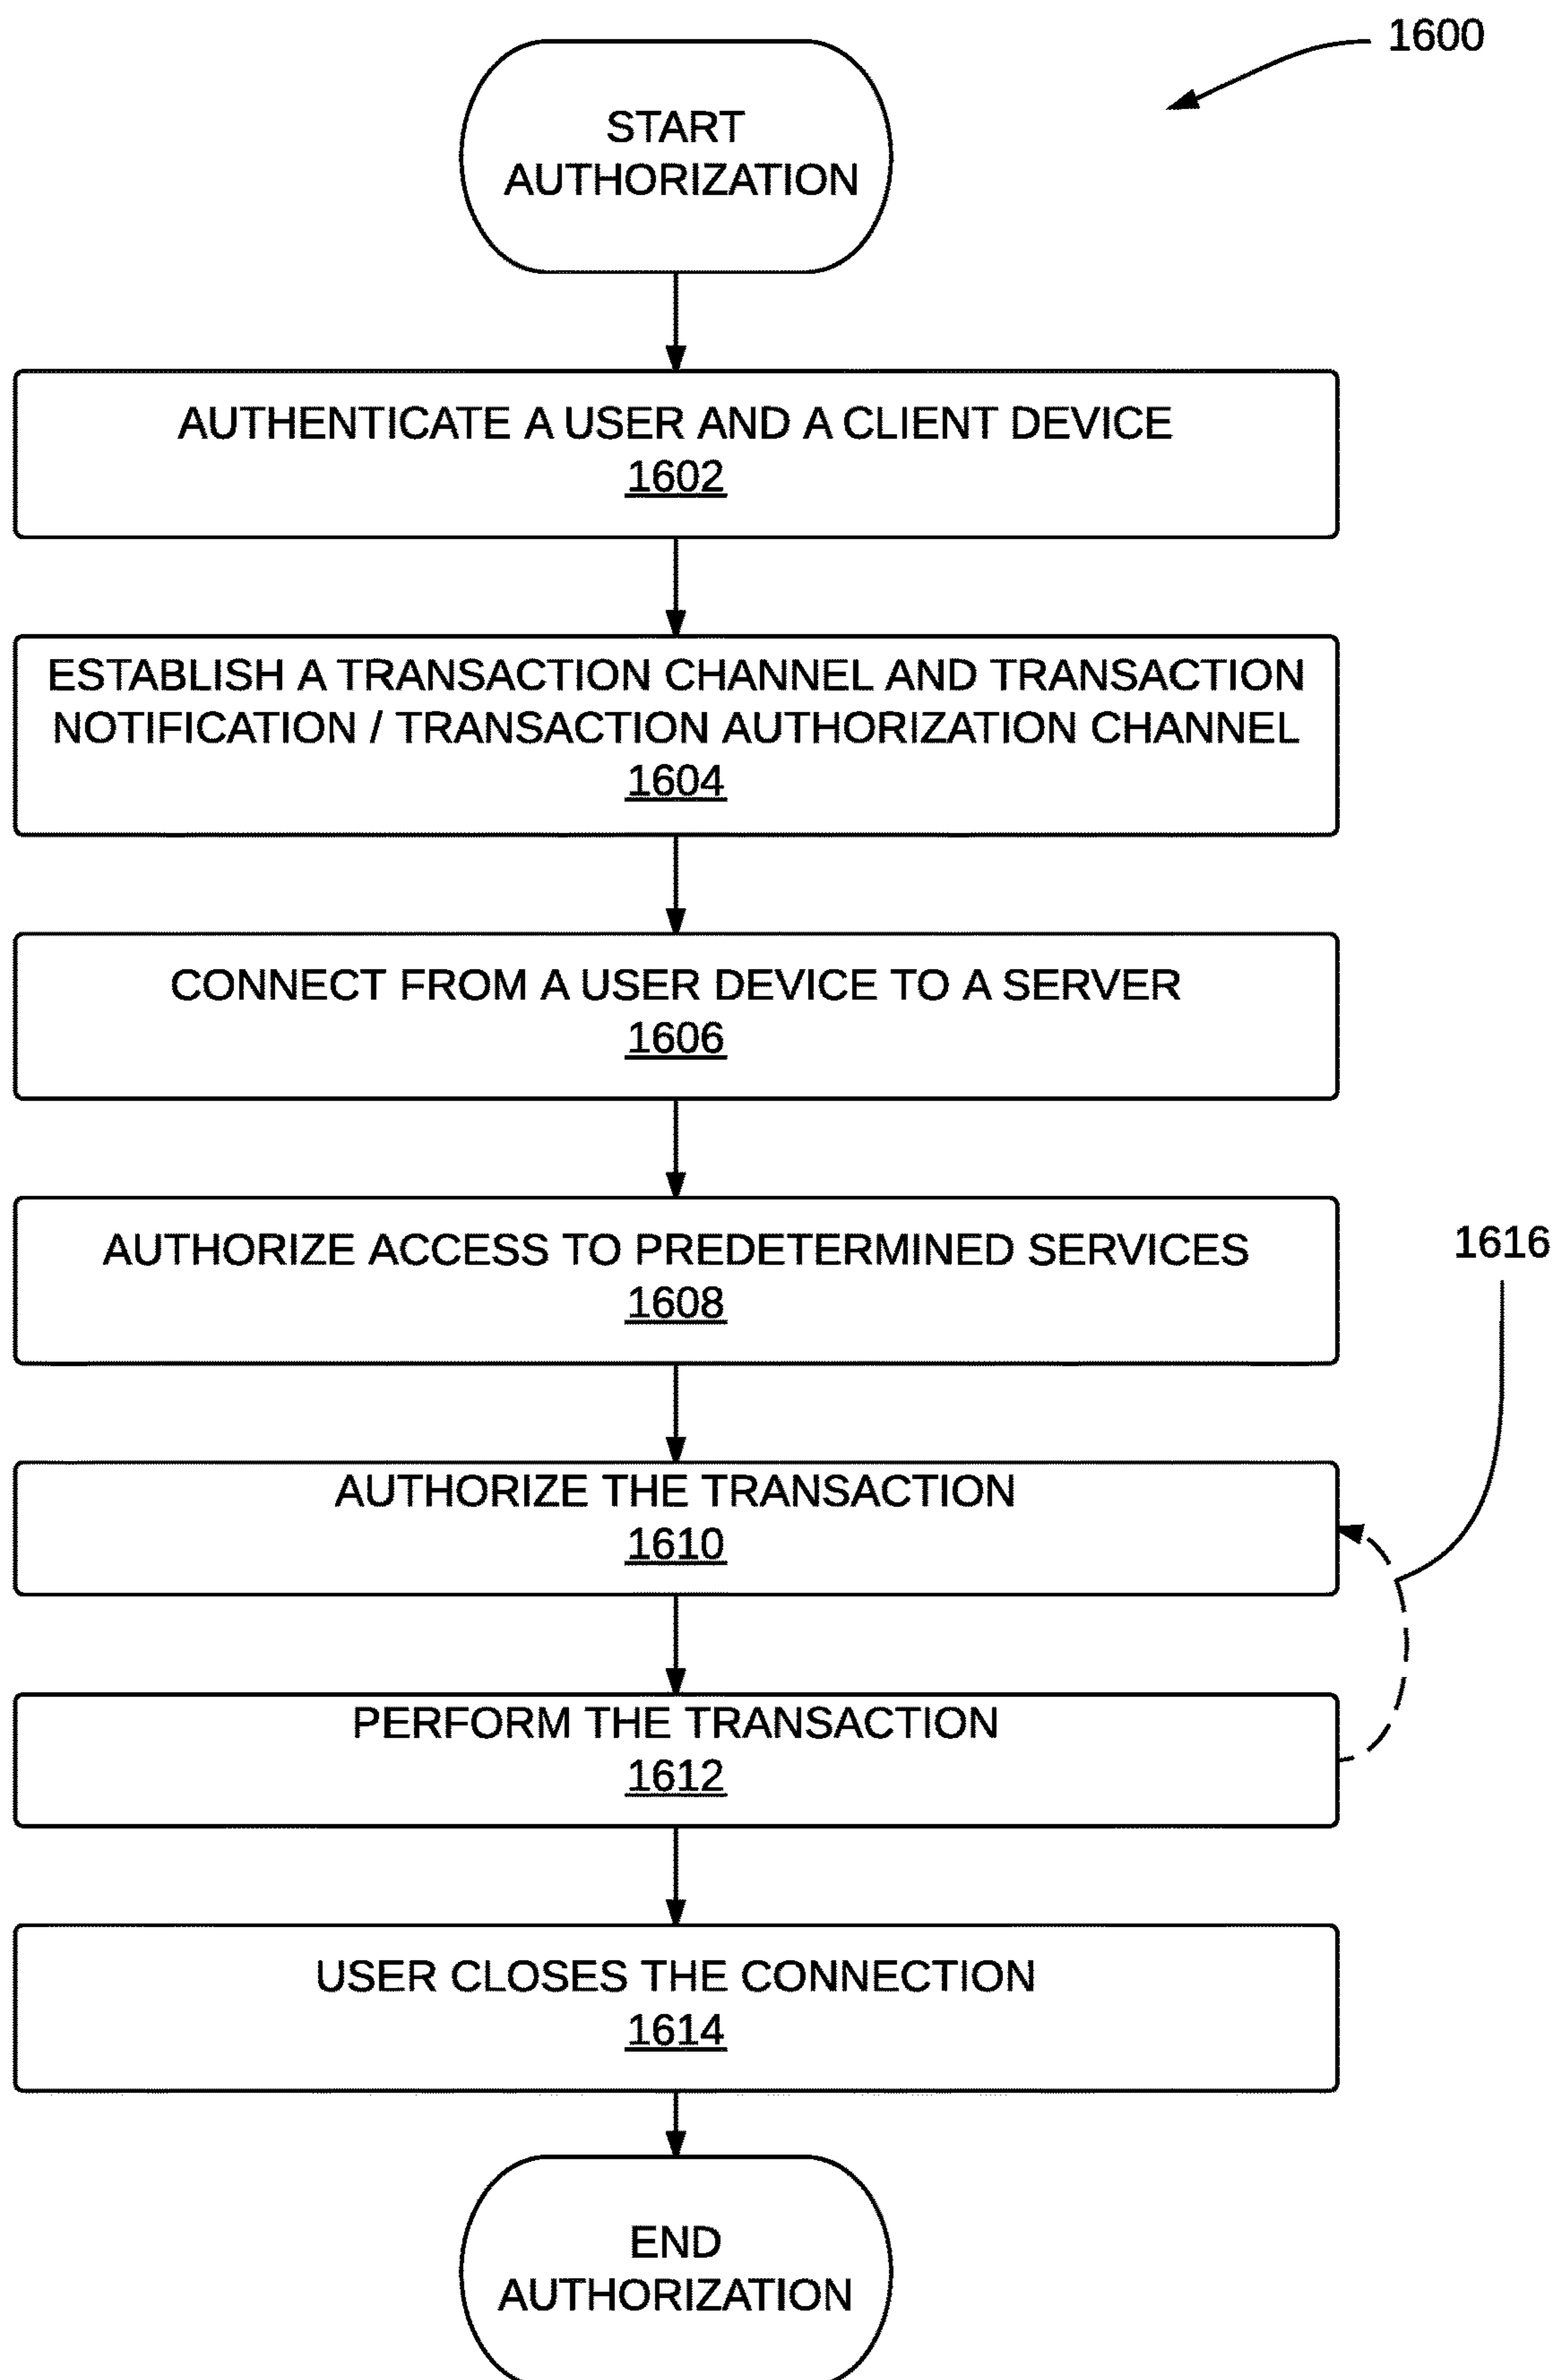 1600
START
AUTHORIZATION
AUTHENTICATE A USER AND A CLIENT DEVICE
1602
ESTABLISH A TRANSACTION CHANNEL AND TRANSACTION
NOTIFICATION / TRANSACTION AUTHORIZATION CHANNEL
1604
CONNECT FROM A USER DEVICE TO A SERVER
1606
AUTHORIZE ACCESS TO PREDETERMINED SERVICES
1608
1616
AUTHORIZE THE TRANSACTION
1610
PERFORM THE TRANSACTION
1612
USER CLOSES THE CONNECTION
1614
END
AUTHORIZATION